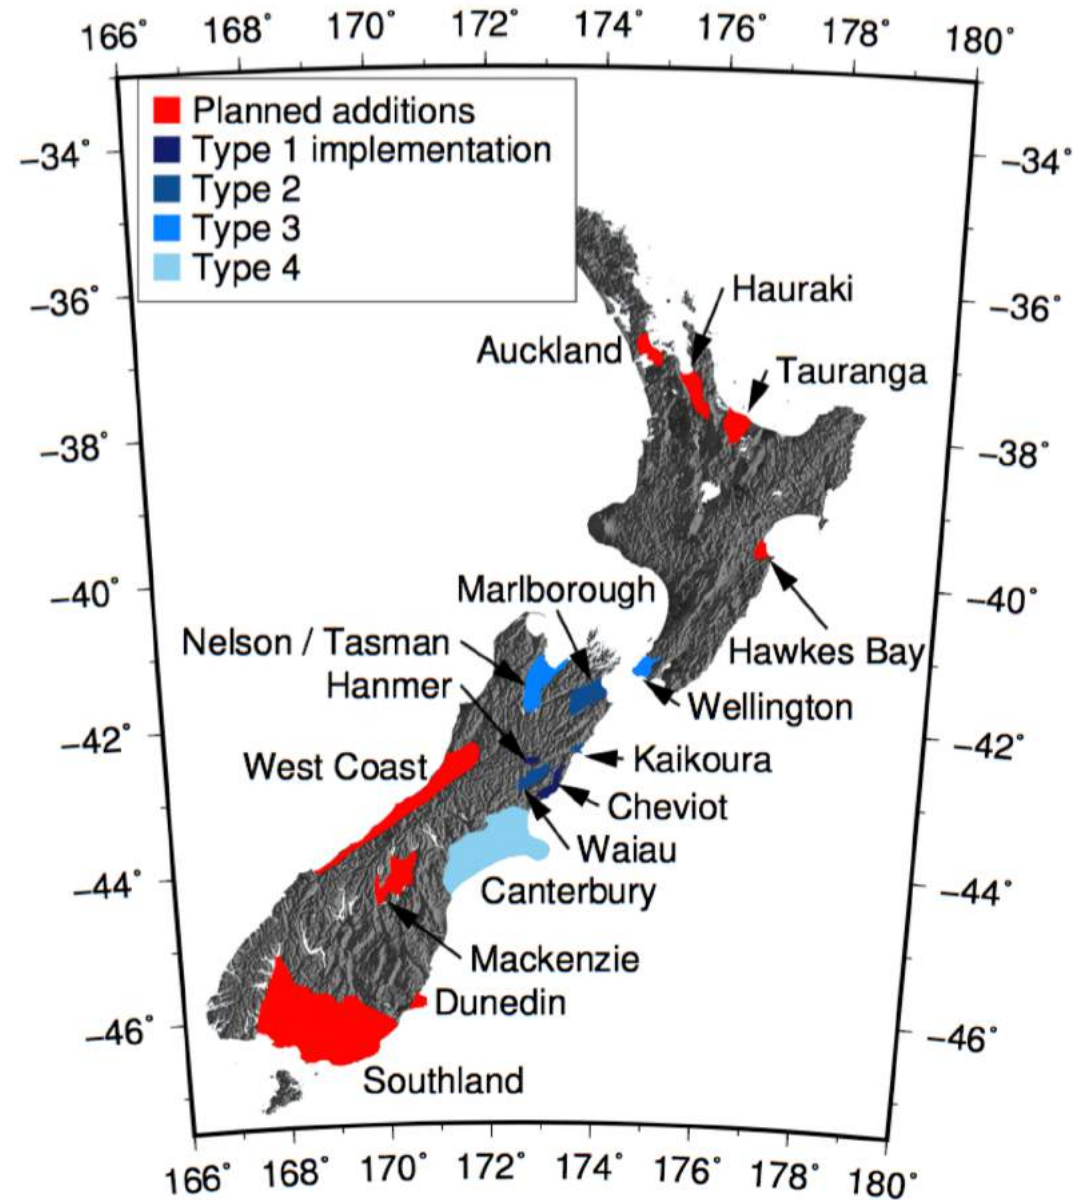 166° 168° 170° 172° 174° 176° 178° 180°
Planned additions
Type 1 implementation
Type 2
Type 3
Type 4
−34° −34°
−36° −36°
−38° −38°
−40° −40°
−42° −42°
−44° −44°
−46° −46°
Hauraki
Auckland
Tauranga
Marlborough
Nelson / Tasman
Hawkes Bay
Hanmer
Wellington
West Coast
Kaikoura
Cheviot
Waiau
Canterbury
Mackenzie
Dunedin
Southland
166° 168° 170° 172° 174° 176° 178° 180°